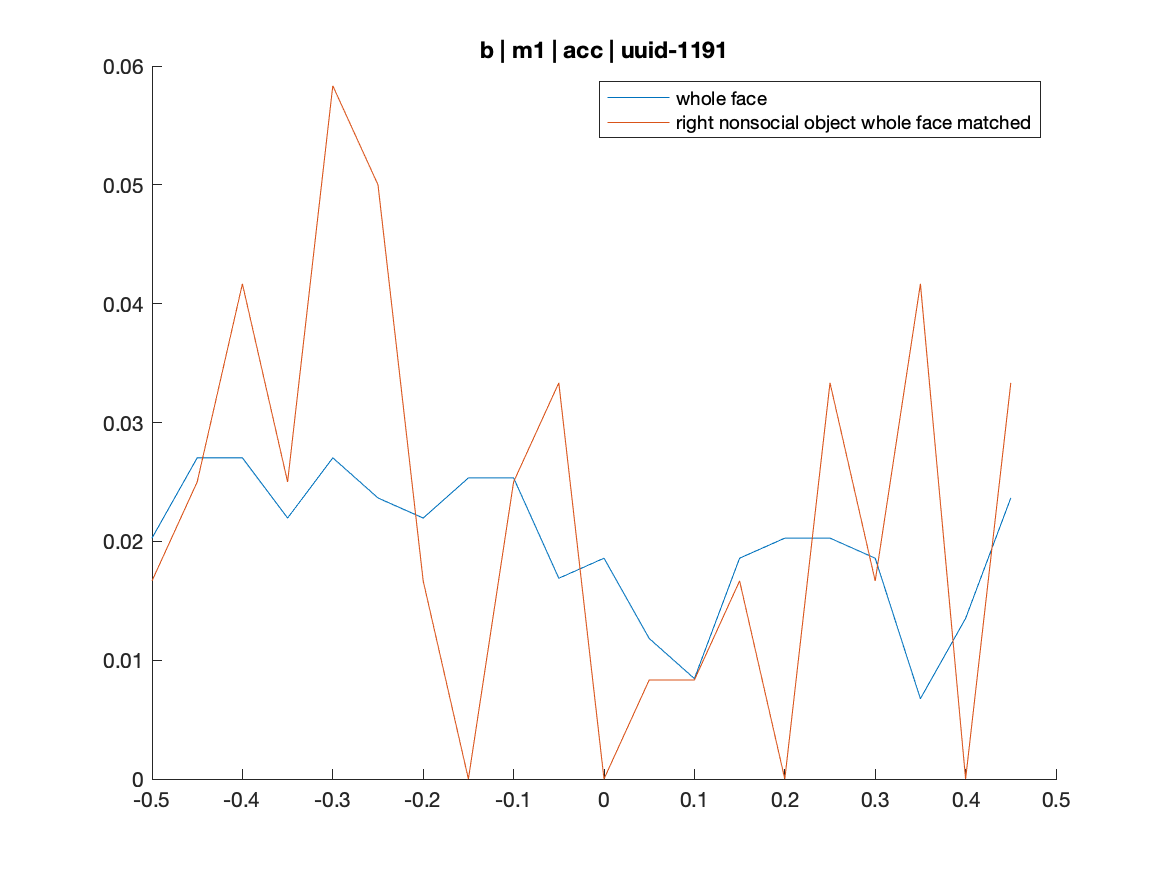 b | m1 | acc | uuid-1191
whole face
right nonsocial object whole face matched
0.06
0.05
0.04
0.03
0.02
0.01
0
-0.5 -0.4 -0.3 -0.2 -0.1 0 0.1 0.2 0.3 0.4 0.5